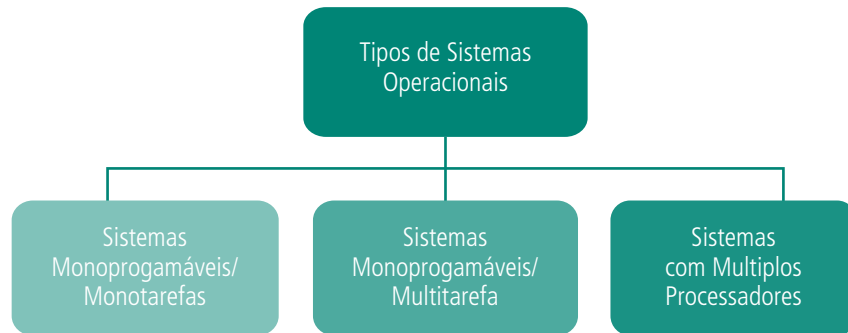 Tipos de Sistemas
Operacionais
Sistemas
Monoprogamáveis/
Monotarefas
Sistemas
Monoprogamáveis/
Multitarefa
Sistemas
com Multiplos
Processadores